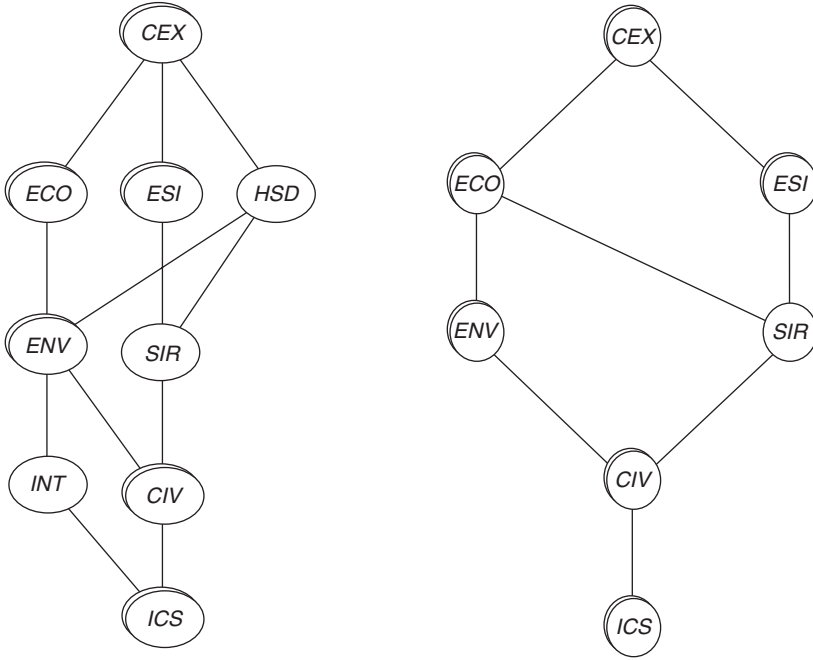 CEX
ECO
ESI
HSD
ENV
SIR
INT
CIV
ICS
CEX
ECO
ESI
ENV
SIR
CIV
ICS